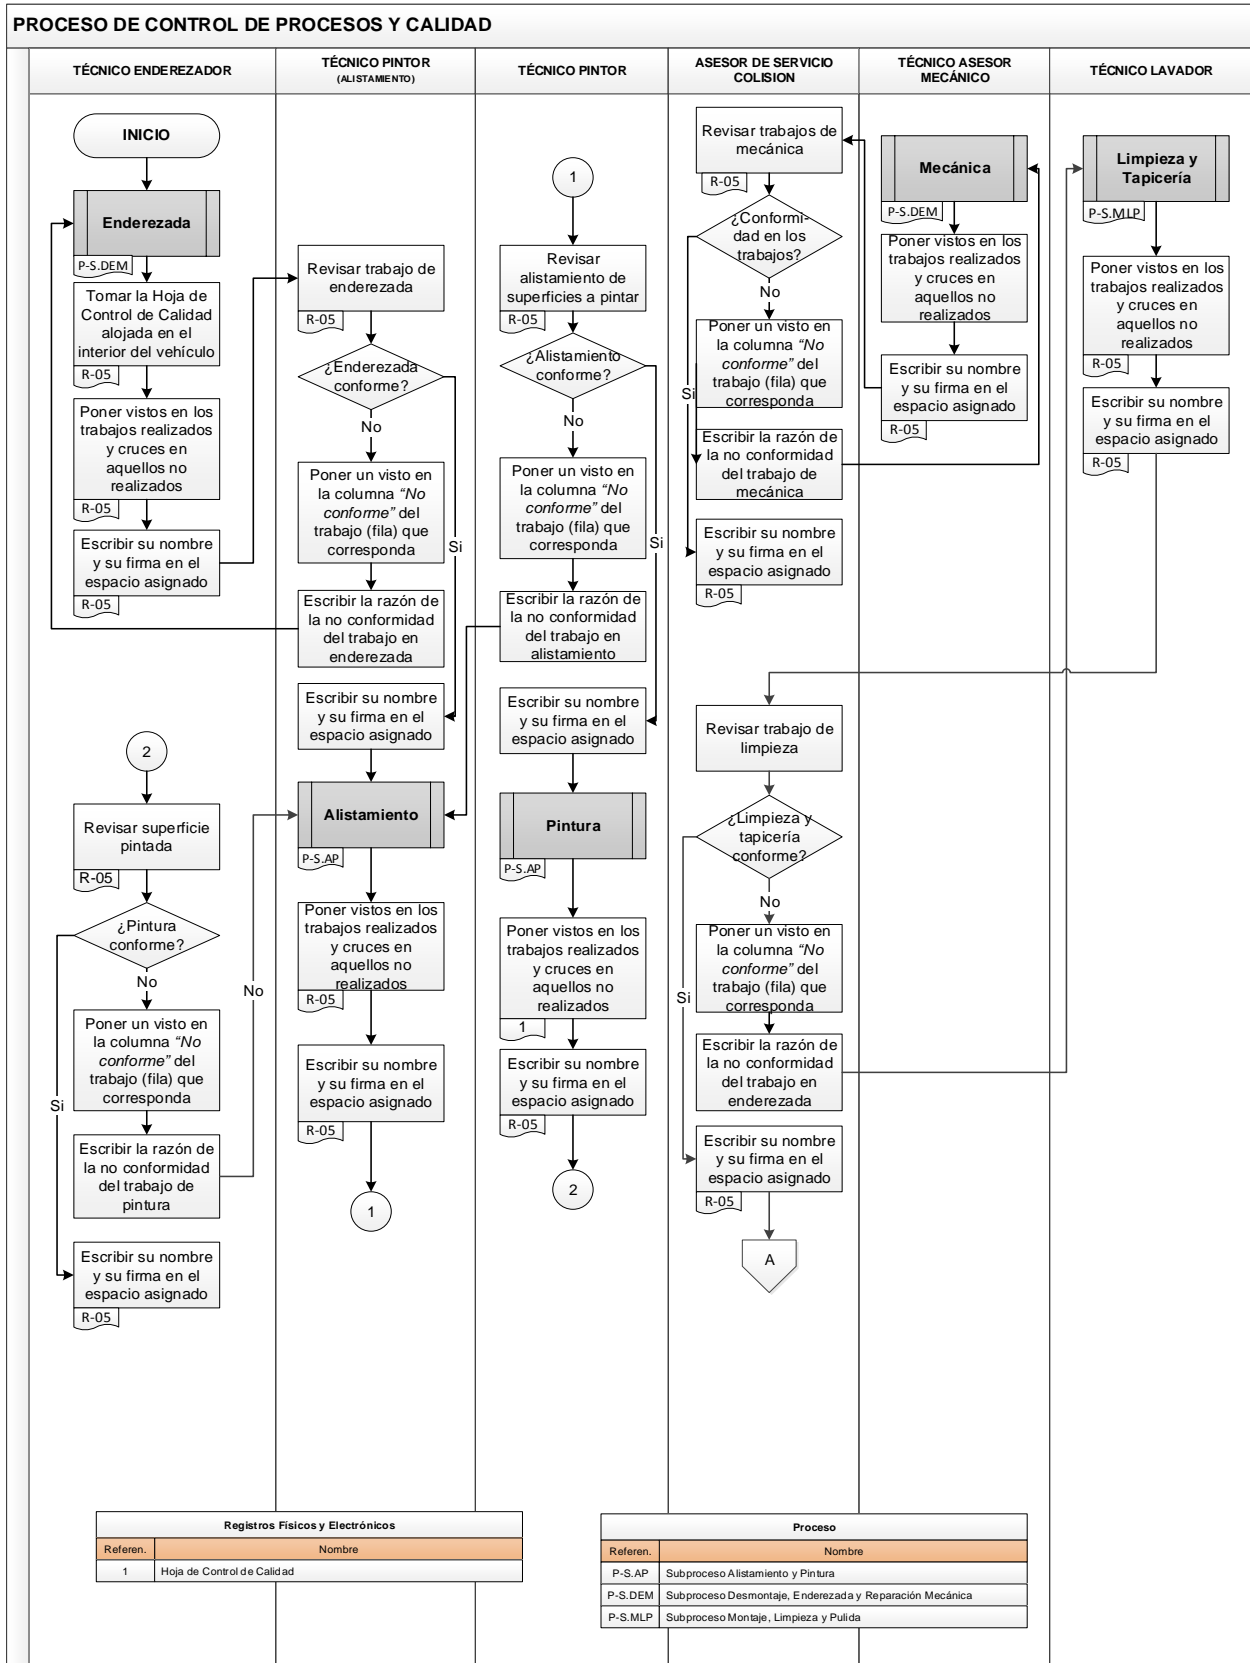 PROCESO DE CONTROL DE PROCESOS Y CALIDAD
TÉCNICO ENDEREZADOR
INICIO
Enderezada
P-S.DEM
Tomar la Hoja de
Control de Calidad
alojada en el
interior del vehículo
R-05
Poner vistos en los
trabajos realizados
y cruces en
aquellos no
realizados
R-05
Escribir su nombre
y su firma en el
espacio asignado
R-05
2
Revisar superficie
pintada
R-05
¿Pintura
conforme?
No
Si
No
Poner un visto en
la columna “No
conforme” del
trabajo (fila) que
corresponda
Escribir la razón de
la no conformidad
del trabajo de
pintura
Escribir su nombre
y su firma en el
espacio asignado
R-05
TÉCNICO PINTOR
(ALISTAMIENTO)
Revisar trabajo de
enderezada
R-05
¿Enderezada
conforme?
No
Si
Poner un visto en
la columna “No
conforme” del
trabajo (fila) que
corresponda
Escribir la razón de
la no conformidad
del trabajo en
enderezada
Escribir su nombre
y su firma en el
espacio asignado
Alistamiento
P-S.AP
Poner vistos en los
trabajos realizados
y cruces en
aquellos no
realizados
R-05
Escribir su nombre
y su firma en el
espacio asignado
R-05
1
TÉCNICO PINTOR
1
Revisar
alistamiento de
superficies a pintar
R-05
¿Alistamiento
conforme?
No
Si
Poner un visto en
la columna “No
conforme” del
trabajo (fila) que
corresponda
Escribir la razón de
la no conformidad
del trabajo en
alistamiento
Escribir su nombre
y su firma en el
espacio asignado
Pintura
P-S.AP
Poner vistos en los
trabajos realizados
y cruces en
aquellos no
realizados
1
Escribir su nombre
y su firma en el
espacio asignado
R-05
2
ASESOR DE SERVICIO
COLISION
Revisar trabajos de
mecánica
R-05
¿Conformi-
dad en los
trabajos?
No
Si
Poner un visto en
la columna “No
conforme” del
trabajo (fila) que
corresponda
Escribir la razón de
la no conformidad
del trabajo de
mecánica
Escribir su nombre
y su firma en el
espacio asignado
R-05
Revisar trabajo de
limpieza
¿Limpieza y
tapicería
conforme?
No
Si
Poner un visto en
la columna “No
conforme” del
trabajo (fila) que
corresponda
Escribir la razón de
la no conformidad
del trabajo en
enderezada
Escribir su nombre
y su firma en el
espacio asignado
R-05
A
TÉCNICO ASESOR
MECÁNICO
Mecánica
P-S.DEM
Poner vistos en los
trabajos realizados
y cruces en
aquellos no
realizados
Escribir su nombre
y su firma en el
espacio asignado
R-05
TÉCNICO LAVADOR
Limpieza y
Tapicería
P-S.MLP
Poner vistos en los
trabajos realizados
y cruces en
aquellos no
realizados
R-05
Escribir su nombre
y su firma en el
espacio asignado
R-05
Registros Físicos y Electrónicos
Referen. Nombre
1 Hoja de Control de Calidad
Proceso
Referen. Nombre
P-S.AP Subproceso Alistamiento y Pintura
P-S.DEM Subproceso Desmontaje, Enderezada y Reparación Mecánica
P-S.MLP Subproceso Montaje, Limpieza y Pulida